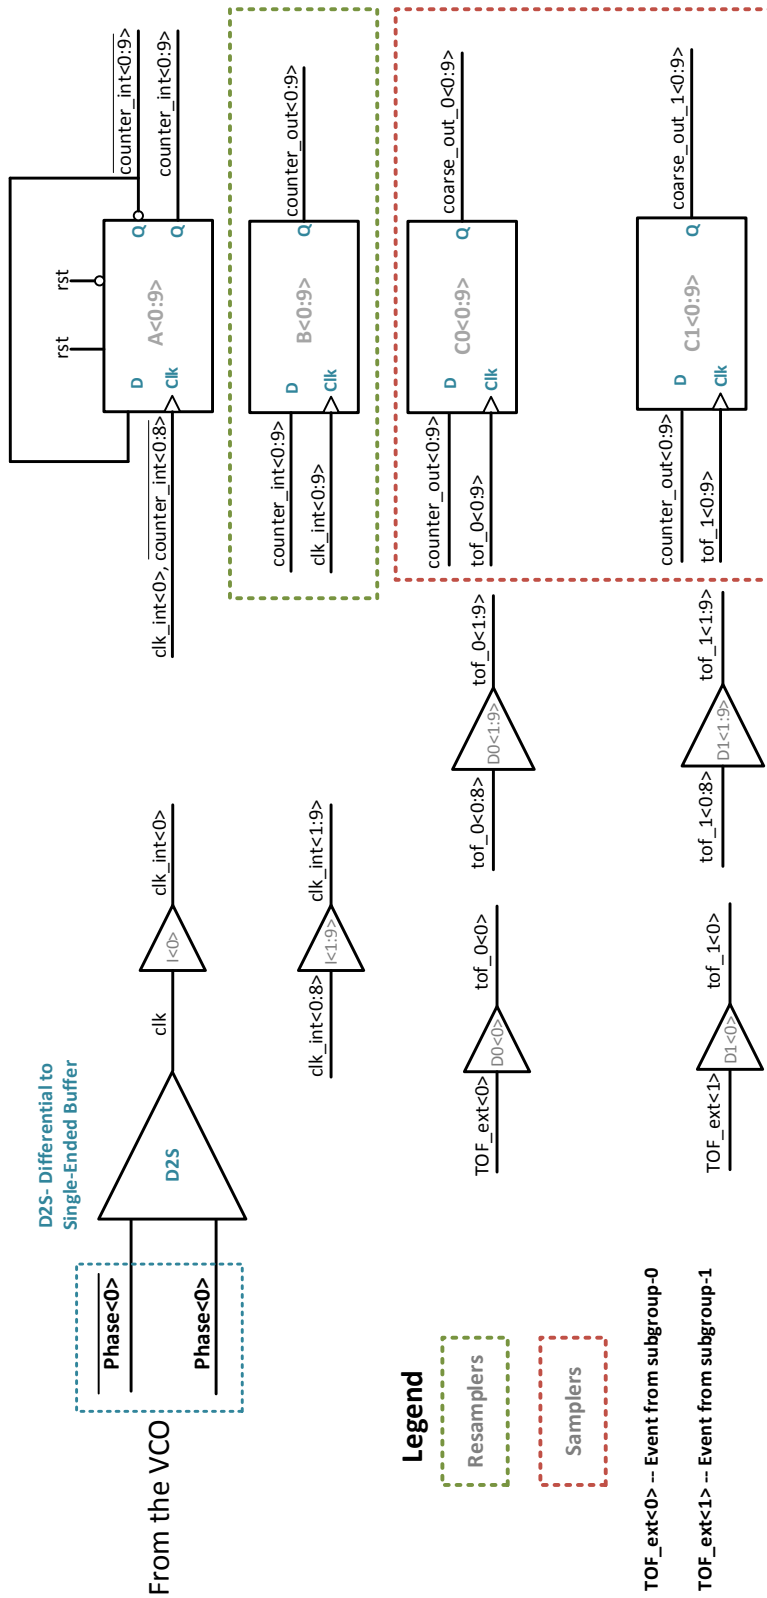 From the VCO
Phase<0>
Phase<0>
D2S- Differential to
Single-Ended Buffer
D2S
clk
I<0>
clk_int<0>
clk_int<0:8>
I<1:9>
clk_int<1:9>
clk_int<0>, counter_int<0:8>
D
Clk
A<0:9>
rst
rst
Q
Q
counter_int<0:9>
counter_int<0:9>
counter_int<0:9>
clk_int<0:9>
D
Clk
B<0:9>
Q
counter_out<0:9>
TOF_ext<0>
D0<0>
tof_0<0>
tof_0<0:8>
D0<1:9>
tof_0<1:9>
counter_out<0:9>
tof_0<0:9>
D
Clk
C0<0:9>
Q
coarse_out_0<0:9>
TOF_ext<1>
D1<0>
tof_1<0>
tof_1<0:8>
D1<1:9>
tof_1<1:9>
counter_out<0:9>
tof_1<0:9>
D
Clk
C1<0:9>
Q
coarse_out_1<0:9>
Legend
Resamplers
Samplers
TOF_ext<0> -- Event from subgroup-0
TOF_ext<1> -- Event from subgroup-1